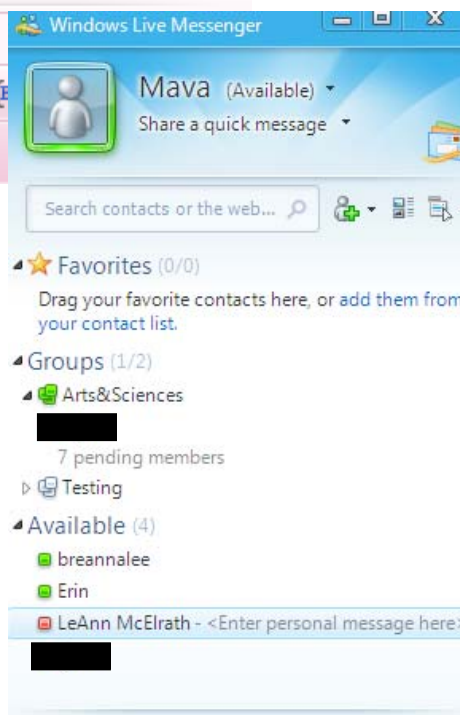 Windows Live Messenger
Mava (Available)
Share a quick message
Search contacts or the web...
Favorites (0/0)
Drag your favorite contacts here, or add them from
your contact list.
Groups (1/2)
Arts&Sciences
7 pending members
Testing
Available (4)
breannalee
Erin
LeAnn McElrath - <Enter personal message here>